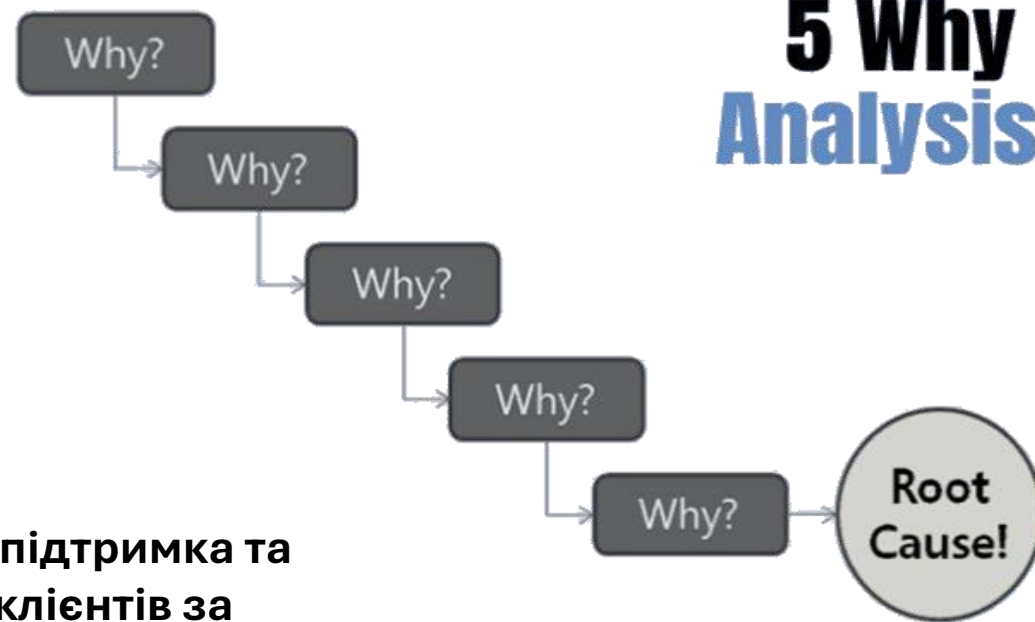 5 Why
Analysis
Why?
Why?
Why?
Why?
Why?
Root
Cause!
підтримка та
клієнтів за